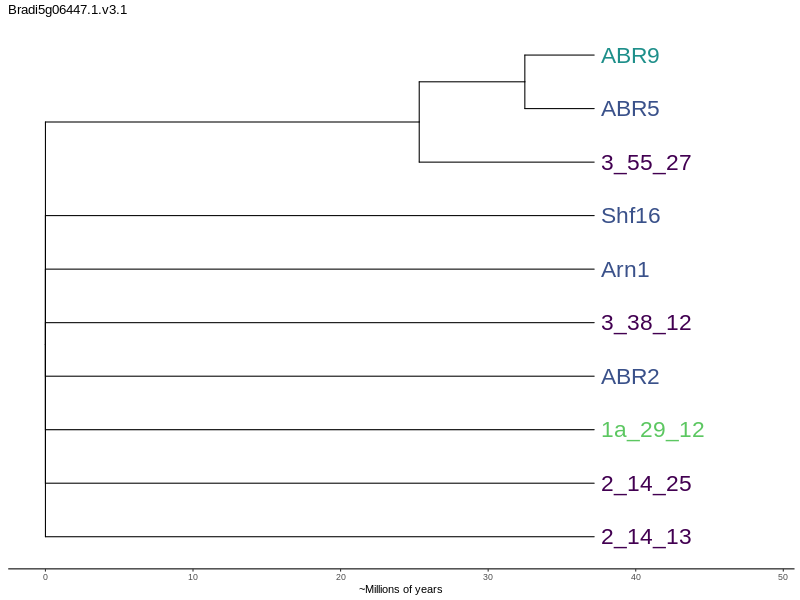 Bradi5g06447.1.v3.1
ABR9
ABR5
3_55_27
Shf16
Arn1
3_38_12
ABR2
1a_29_12
2_14_25
2_14_13
0 10 20 30 40 50
~Millions of years